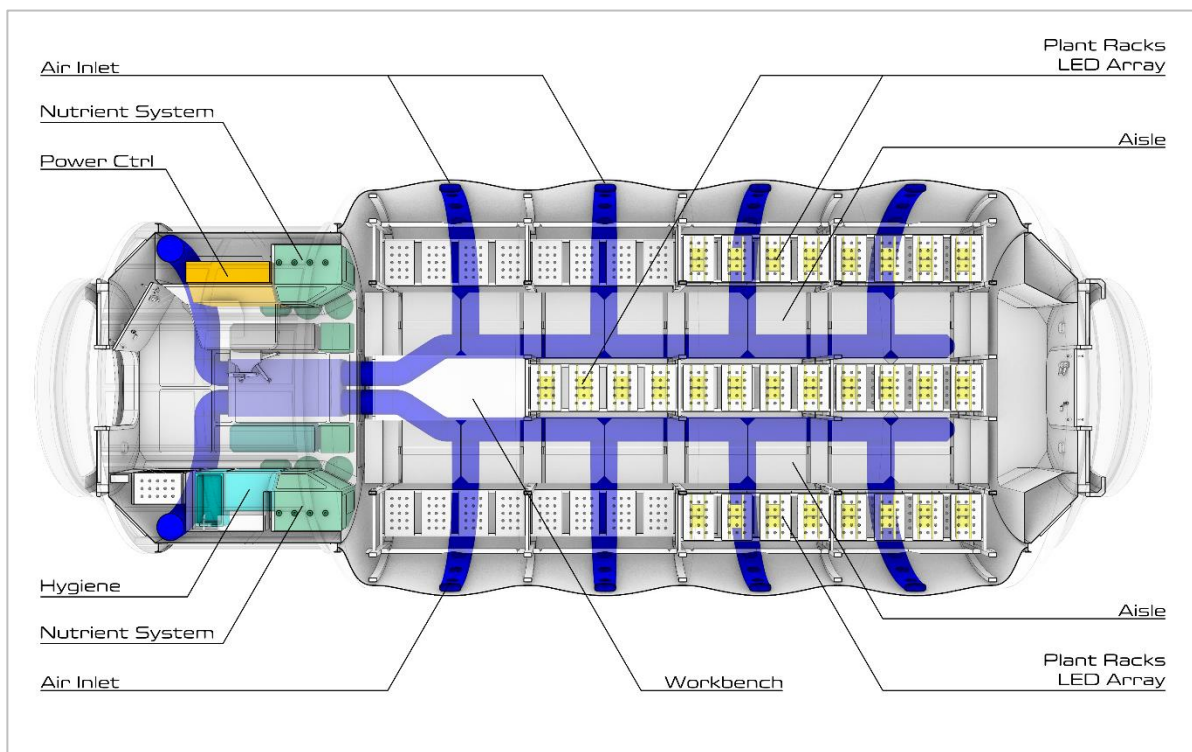 Air Inlet
Nutrient System
Power Ctrl
Plant Racks
LED Array
Aisle
Hygiene
Nutrient System
Air Inlet
Workbench
Aisle
Plant Racks
LED Array